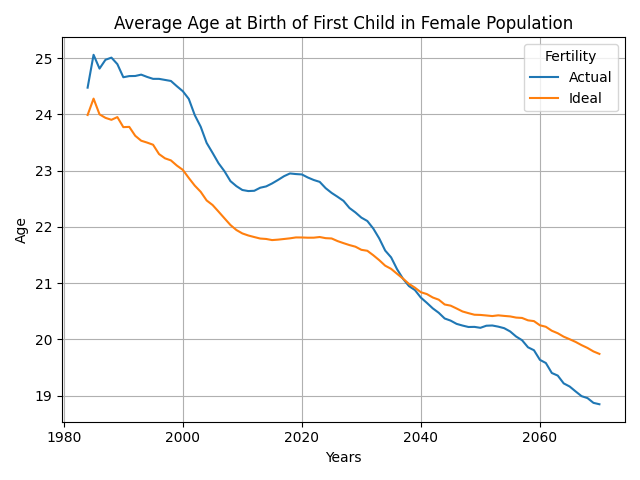 Average Age at Birth of First Child in Female Population
Fertility
Actual
Ideal
Age
25
24
23
22
21
20
19
1980 2000 2020 2040 2060
Years